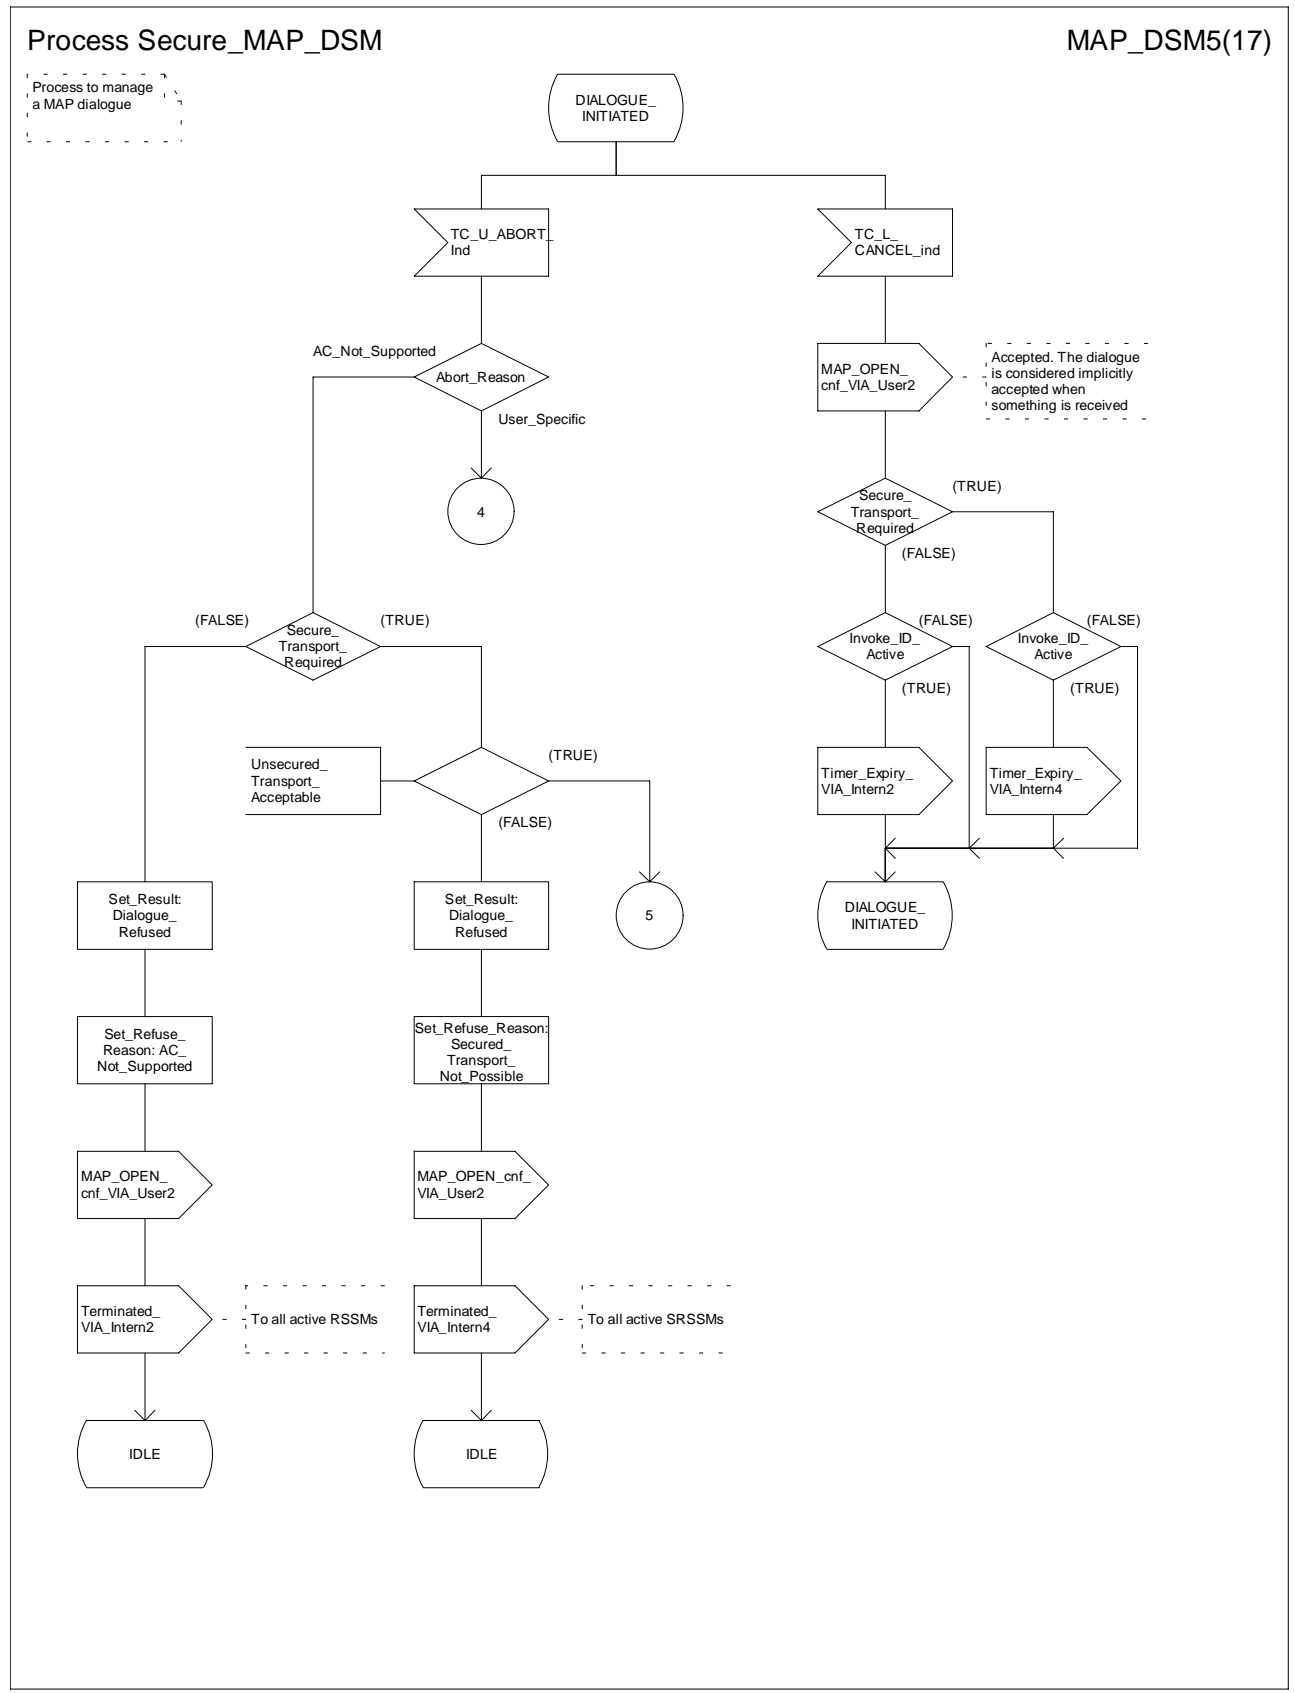 Process Secure_MAP_DSM
MAP_DSM5(17)
Process to manage
a MAP dialogue
DIALOGUE_
INITIATED
TC_U_ABORT_
Ind
TC_L_
CANCEL_ind
AC_Not_Supported
Abort_Reason
User_Specific
4
MAP_OPEN_
cnf_VIA_User2
Accepted. The dialogue
is considered implicitly
accepted when
something is received
Secure_
Transport_
Required
(TRUE)
(FALSE)
(FALSE)
Secure_
Transport_
Required
(TRUE)
Invoke_ID_
Active
(FALSE)
(TRUE)
Invoke_ID_
Active
(FALSE)
(TRUE)
Unsecured_
Transport_
Acceptable
(TRUE)
(FALSE)
Timer_Expiry_
VIA_Intern2
Timer_Expiry_
VIA_Intern4
Set_Result:
Dialogue_
Refused
Set_Result:
Dialogue_
Refused
5
DIALOGUE_
INITIATED
Set_Refuse_
Reason: AC_
Not_Supported
Set_Refuse_Reason:
Secured_
Transport_
Not_Possible
MAP_OPEN_
cnf_VIA_User2
MAP_OPEN_cnf_
VIA_User2
Terminated_
VIA_Intern2
To all active RSSMs
Terminated_
VIA_Intern4
To all active SRSSMs
IDLE
IDLE